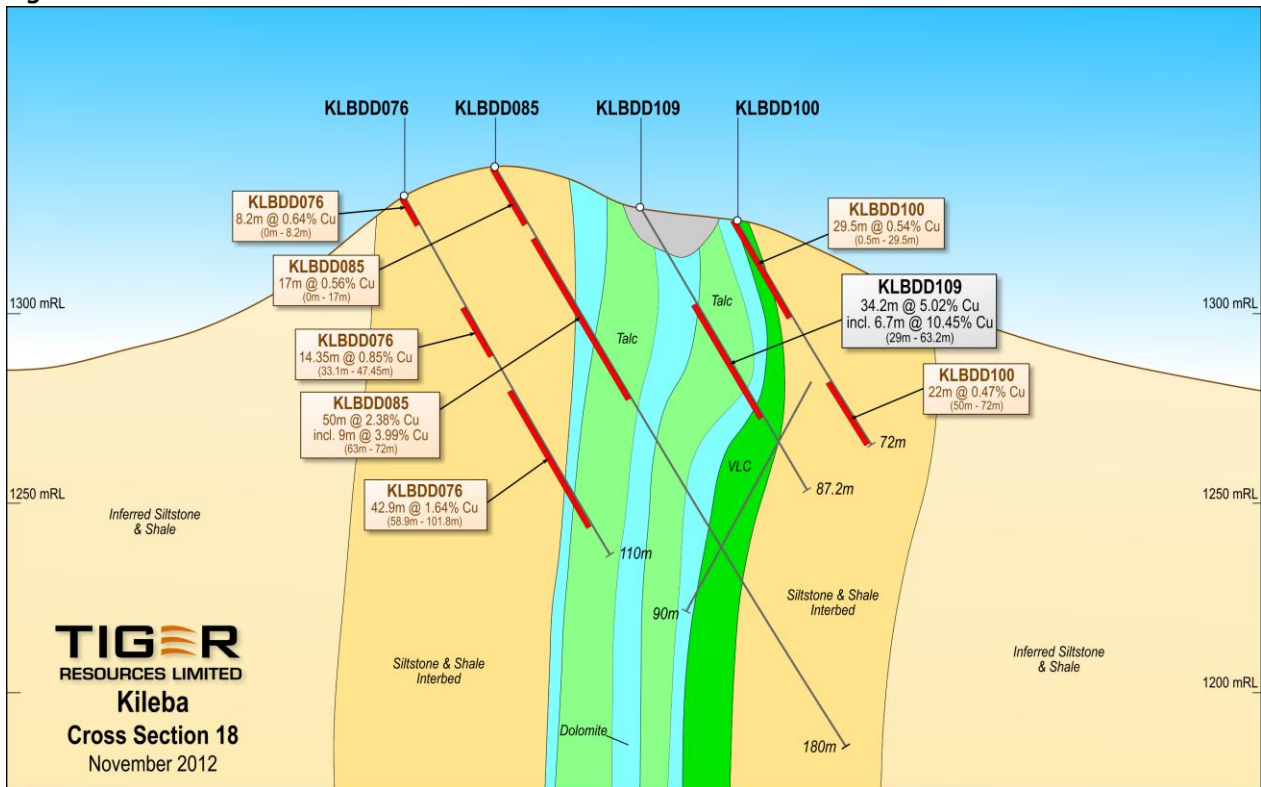 KLBDD076
KLBDD085
KLBDD109
KLBDD100
KLBDD076
8.2m @ 0.64% Cu
(0m - 8.2m)
KLBDD085
17m @ 0.56% Cu
(0m - 17m)
KLBDD076
14.35m @ 0.85% Cu
(33.1m - 47.45m)
KLBDD085
50m @ 2.38% Cu
incl. 9m @ 3.99% Cu
(63m - 72m)
KLBDD076
42.9m @ 1.64% Cu
(58.9m - 101.8m)
KLBDD100
29.5m @ 0.54% Cu
(0.5m - 29.5m)
KLBDD109
34.2m @ 5.02% Cu
incl. 6.7m @ 10.45% Cu
(29m - 63.2m)
KLBDD100
22m @ 0.47% Cu
(50m - 72m)
1300 mRL
1300 mRL
1250 mRL
1250 mRL
1200 mRL
Talc
Talc
VLC
72m
87.2m
110m
90m
180m
Inferred Siltstone
& Shale
Siltstone & Shale
Interbed
Dolomite
Siltstone & Shale
Interbed
Inferred Siltstone
& Shale
TIGER
RESOURCES LIMITED
Kileba
Cross Section 18
November 2012